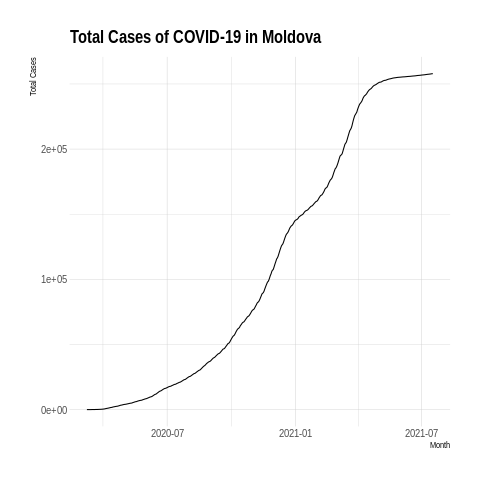 Total Cases of COVID-19 in Moldova
Total Cases
2e+05
1e+05
0e+00
2020-07
2021-01
2021-07
Month